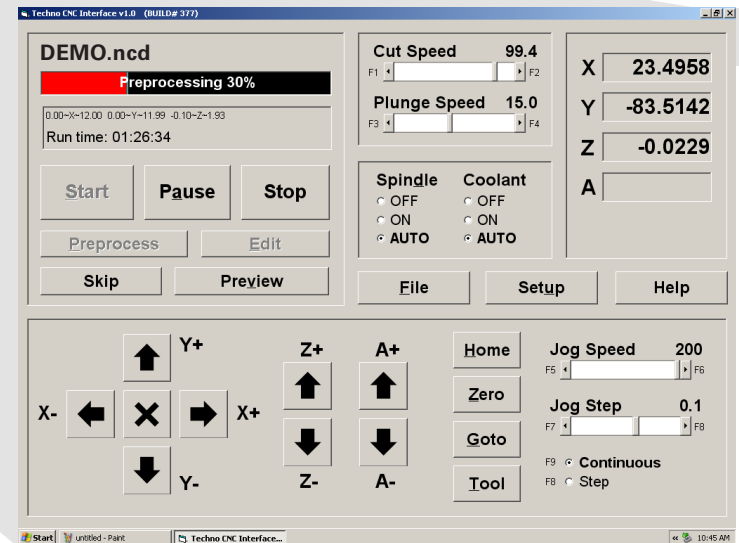 Techno CNC Interface v1.0 (BUILD# 377)
DEMO.ncd
Preprocessing 30%
0.00~X~12.00 0.00~Y~11.99 -0.10~Z~1.93
Run time: 01:26:34
Start Pause Stop
Preprocess Edit
Skip Preview
Cut Speed 99.4
F1 F2
Plunge Speed 15.0
F3 F4
Spindle Coolant
OFF OFF
ON ON
AUTO AUTO
X 23.4958
Y -83.5142
Z -0.0229
A
File Setup Help
Y+
X- X+
Y-
Z+ A+
Z- A-
Home
Zero
Goto
Tool
Jog Speed 200
F5 F6
Jog Step 0.1
F7 F8
F9 Continuous
F8 Step
Start untitled - Paint Techno CNC Interface... 10:45 AM